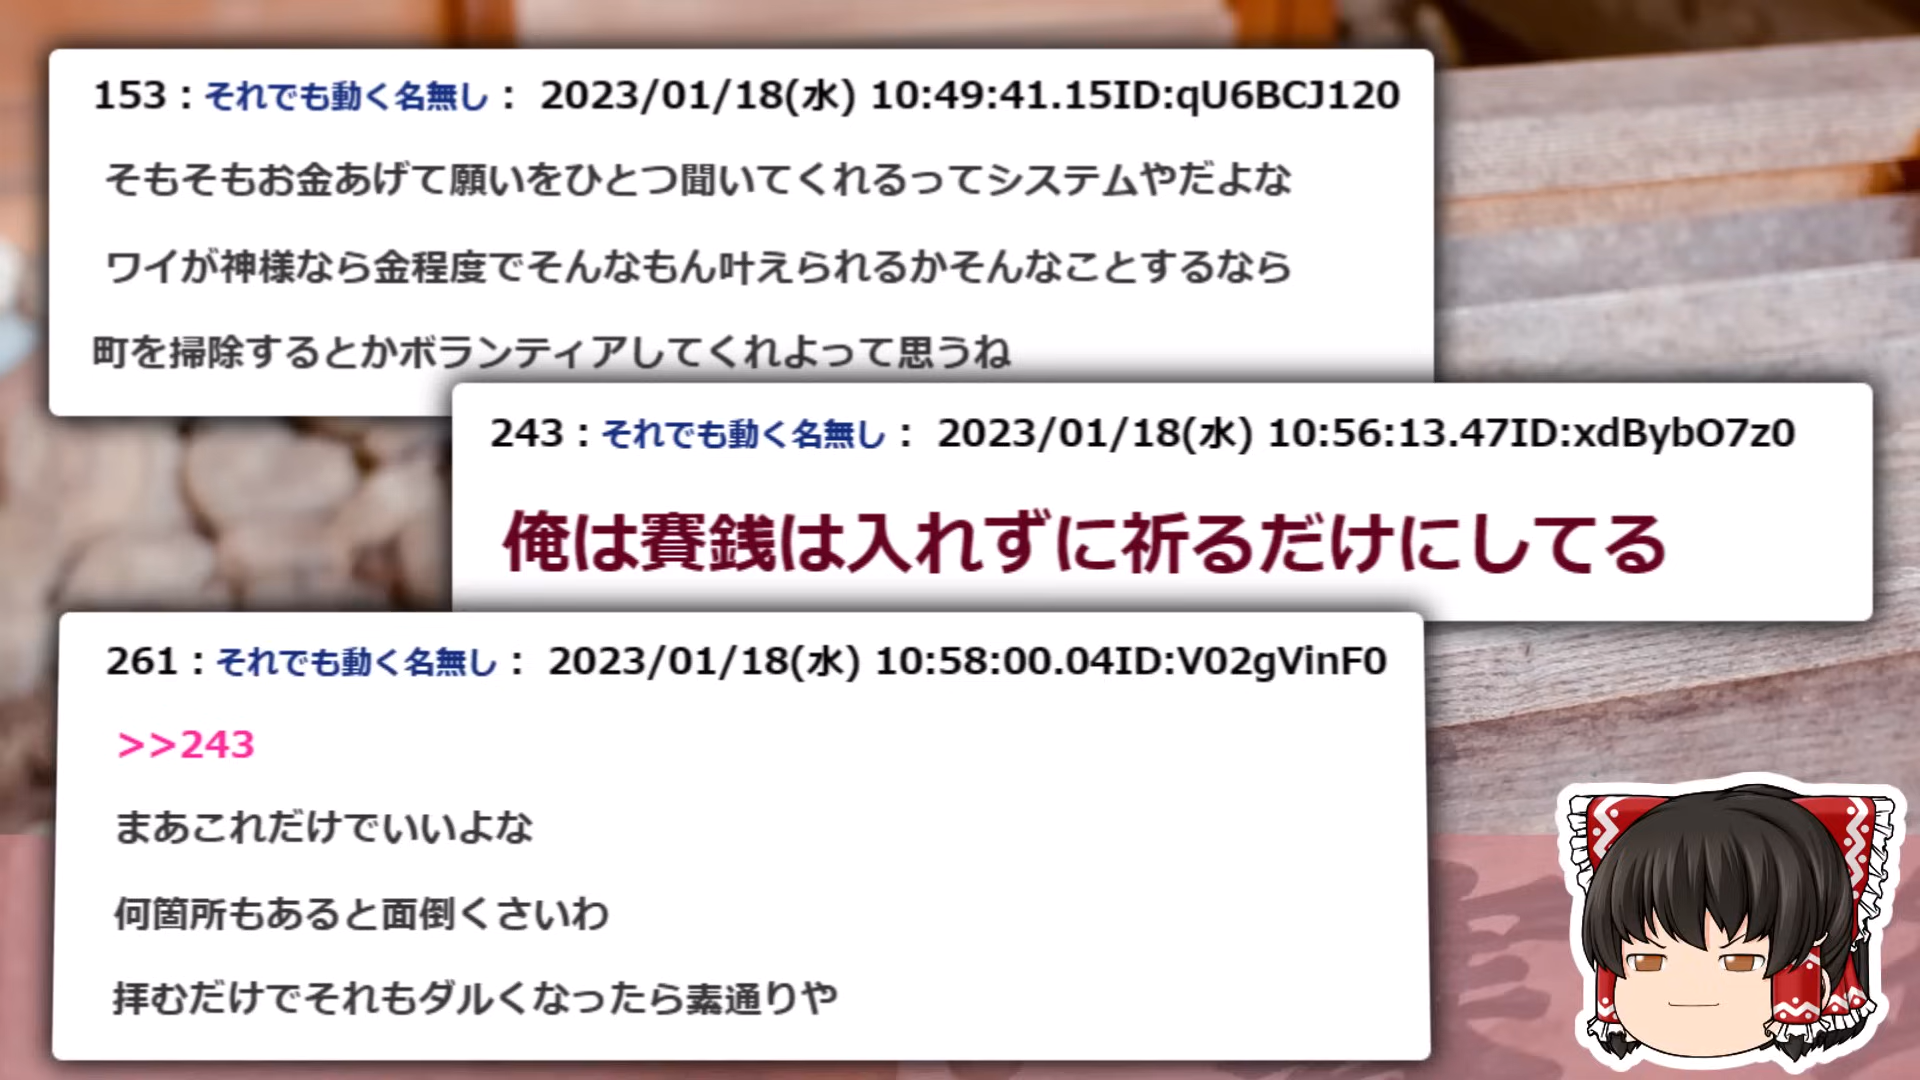 153：それでも動く名無し： 2023/01/18(水) 10:49:41.15ID:qU6BCJ120
そもそもお金あげて願いをひとつ聞いてくれるってシステムやだよな
ワイが神様なら金程度でそんなもん叶えられるかそんなことするなら
町を掃除するとかボランティアしてくれよって思うね
243：それでも動く名無し： 2023/01/18(水) 10:56:13.47ID:xdBybO7z0
俺は賽銭は入れずに祈るだけにしてる
261：それでも動く名無し： 2023/01/18(水) 10:58:00.04ID:V02gVinF0
>>243
まあこれだけでいいよな
何箇所もあると面倒くさいわ
拝むだけでそれもダルくなったら素通りや